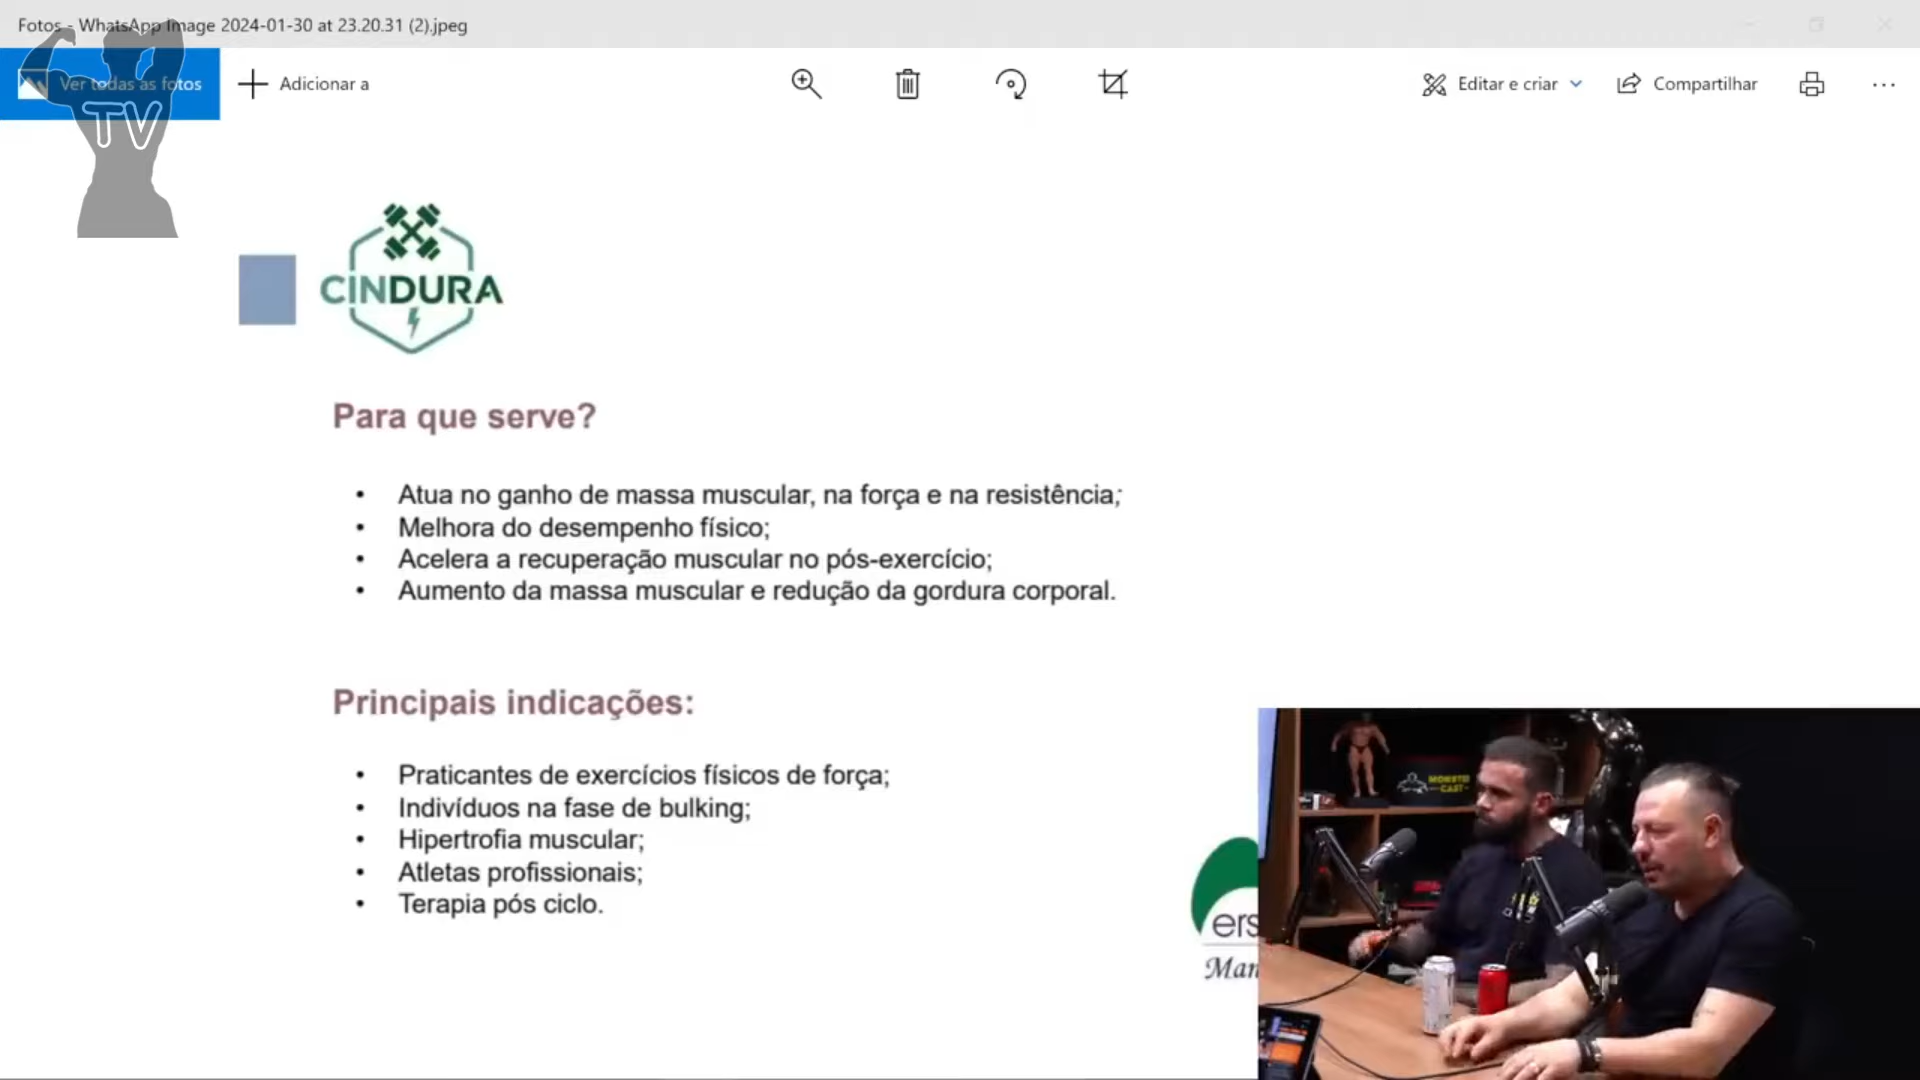 Fotos - WhatsApp Image 2024-01-30 at 23.20.31 (2).jpeg
Ver todas as fotos
Adicionar a
Editar e criar
Compartilhar
TV
CINDURA
Para que serve?
• Atua no ganho de massa muscular, na força e na resistência;
• Melhora do desempenho físico;
• Acelera a recuperação muscular no pós-exercício;
• Aumento da massa muscular e redução da gordura corporal.
Principais indicações:
• Praticantes de exercícios físicos de força;
• Indivíduos na fase de bulking;
• Hipertrofia muscular;
• Atletas profissionais;
• Terapia pós ciclo.
ers
Man
MONSTER
CAST